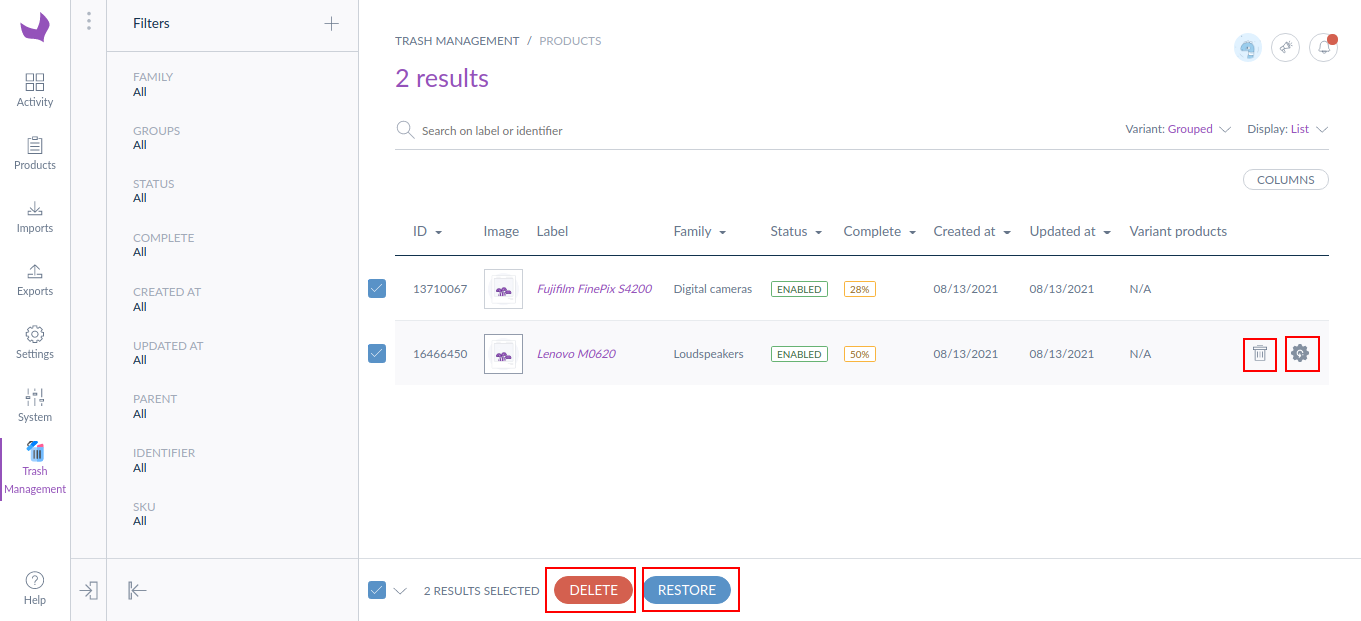 Activity
Products
Imports
Exports
Settings
System
Trash
Management
Help
Filters
FAMILY
All
GROUPS
All
STATUS
All
COMPLETE
All
CREATED AT
All
UPDATED AT
All
PARENT
All
IDENTIFIER
All
SKU
All
TRASH MANAGEMENT / PRODUCTS
2 results
Search on label or identifier
Variant: Grouped Display: List
COLUMNS
ID Image Label Family Status Complete Created at Updated at Variant products
13710067 Fujifilm FinePix S4200 Digital cameras ENABLED 28% 08/13/2021 08/13/2021 N/A
16466450 Lenovo M0620 Loudspeakers ENABLED 50% 08/13/2021 08/13/2021 N/A
2 RESULTS SELECTED DELETE RESTORE